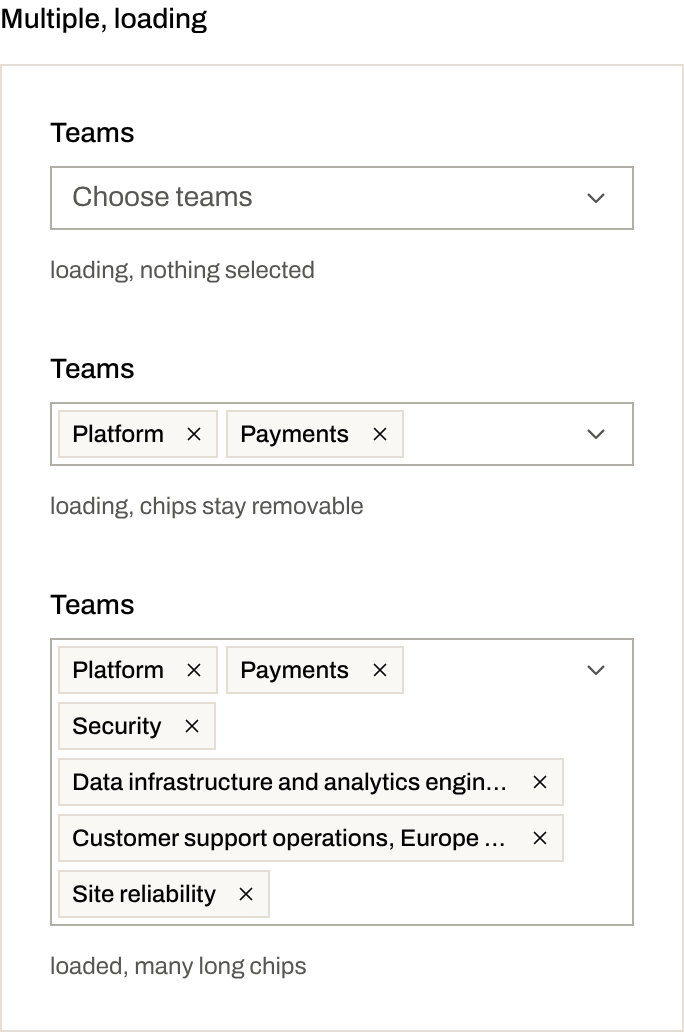 Multiple, loading
Teams
Choose teams
loading, nothing selected
Teams
Platform Payments
loading, chips stay removable
Teams
Platform Payments
Security
Data infrastructure and analytics engin...
Customer support operations, Europe ...
Site reliability
loaded, many long chips